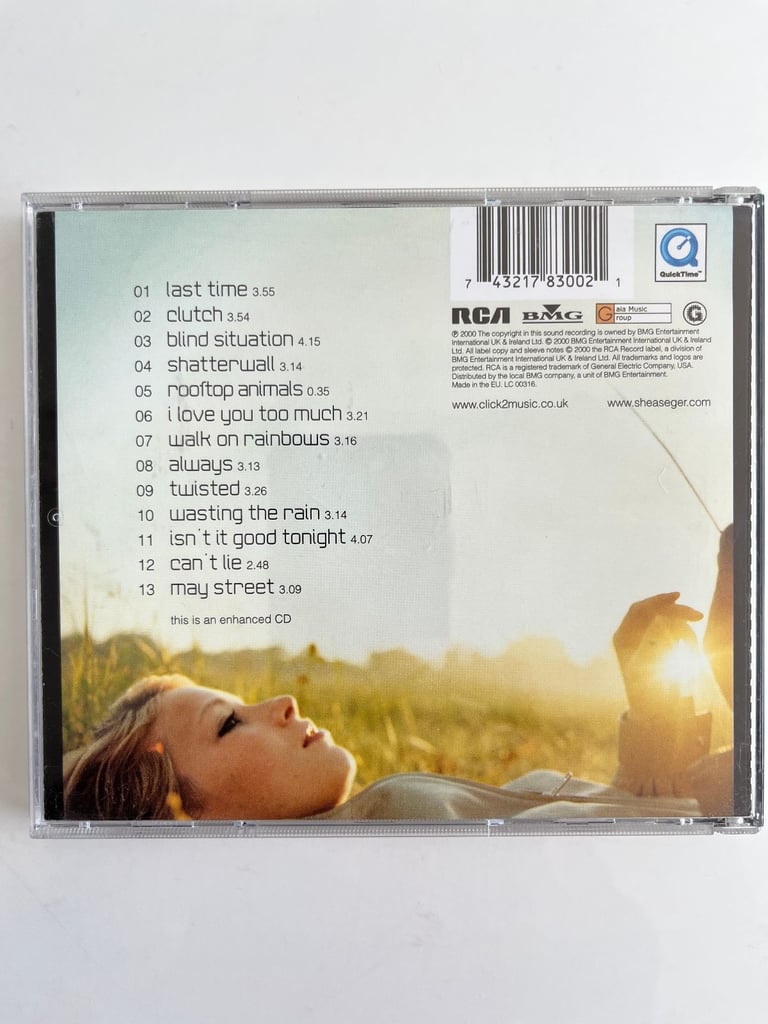 01 last time 3.55
02 clutch 3.54
03 blind situation 4.15
04 shatterwall 3.14
05 rooftop animals 0.35
06 i love you too much 3.21
07 walk on rainbows 3.16
08 always 3.13
09 twisted 3.26
10 wasting the rain 3.14
11 isn't it good tonight 4.07
12 can't lie 2.48
13 may street 3.09
this is an enhanced CD
7 43217 83002 1
QuickTime™
RCA BMG Gala Music Group G
℗ 2000 The copyright in this sound recording is owned by BMG Entertainment
International UK & Ireland Ltd. © 2000 BMG Entertainment International UK & Ireland
Ltd. All label copy and sleeve notes © 2000 the RCA Record label, a division of
BMG Entertainment International UK & Ireland Ltd. All trademarks and logos are
protected. RCA is a registered trademark of General Electric Company, USA.
Distributed by the local BMG company, a unit of BMG Entertainment.
Made in the EU. LC 00316.
www.click2music.co.uk www.sheaseger.com